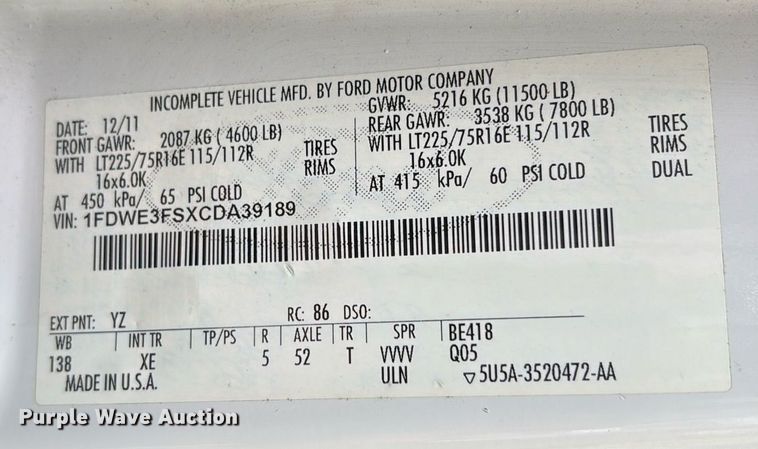 INCOMPLETE VEHICLE MFD. BY FORD MOTOR COMPANY
DATE: 12/11
GVWR: 5216 KG (11500 LB)
FRONT GAWR: 2087 KG ( 4600 LB)
REAR GAWR: 3538 KG ( 7800 LB)
WITH LT225/75R16E 115/112R TIRES
WITH LT225/75R16E 115/112R TIRES
16x6.0K RIMS
16x6.0K RIMS
AT 450 kPa/ 65 PSI COLD
AT 415 kPa/ 60 PSI COLD DUAL
VIN: 1FDWE3FSXCDA39189
EXT PNT: YZ RC: 86 DSO:
WB INT TR TP/PS R AXLE TR SPR BE418
138 XE 5 52 T VVVV Q05
MADE IN U.S.A. ULN 5U5A-3520472-AA
Purple Wave Auction